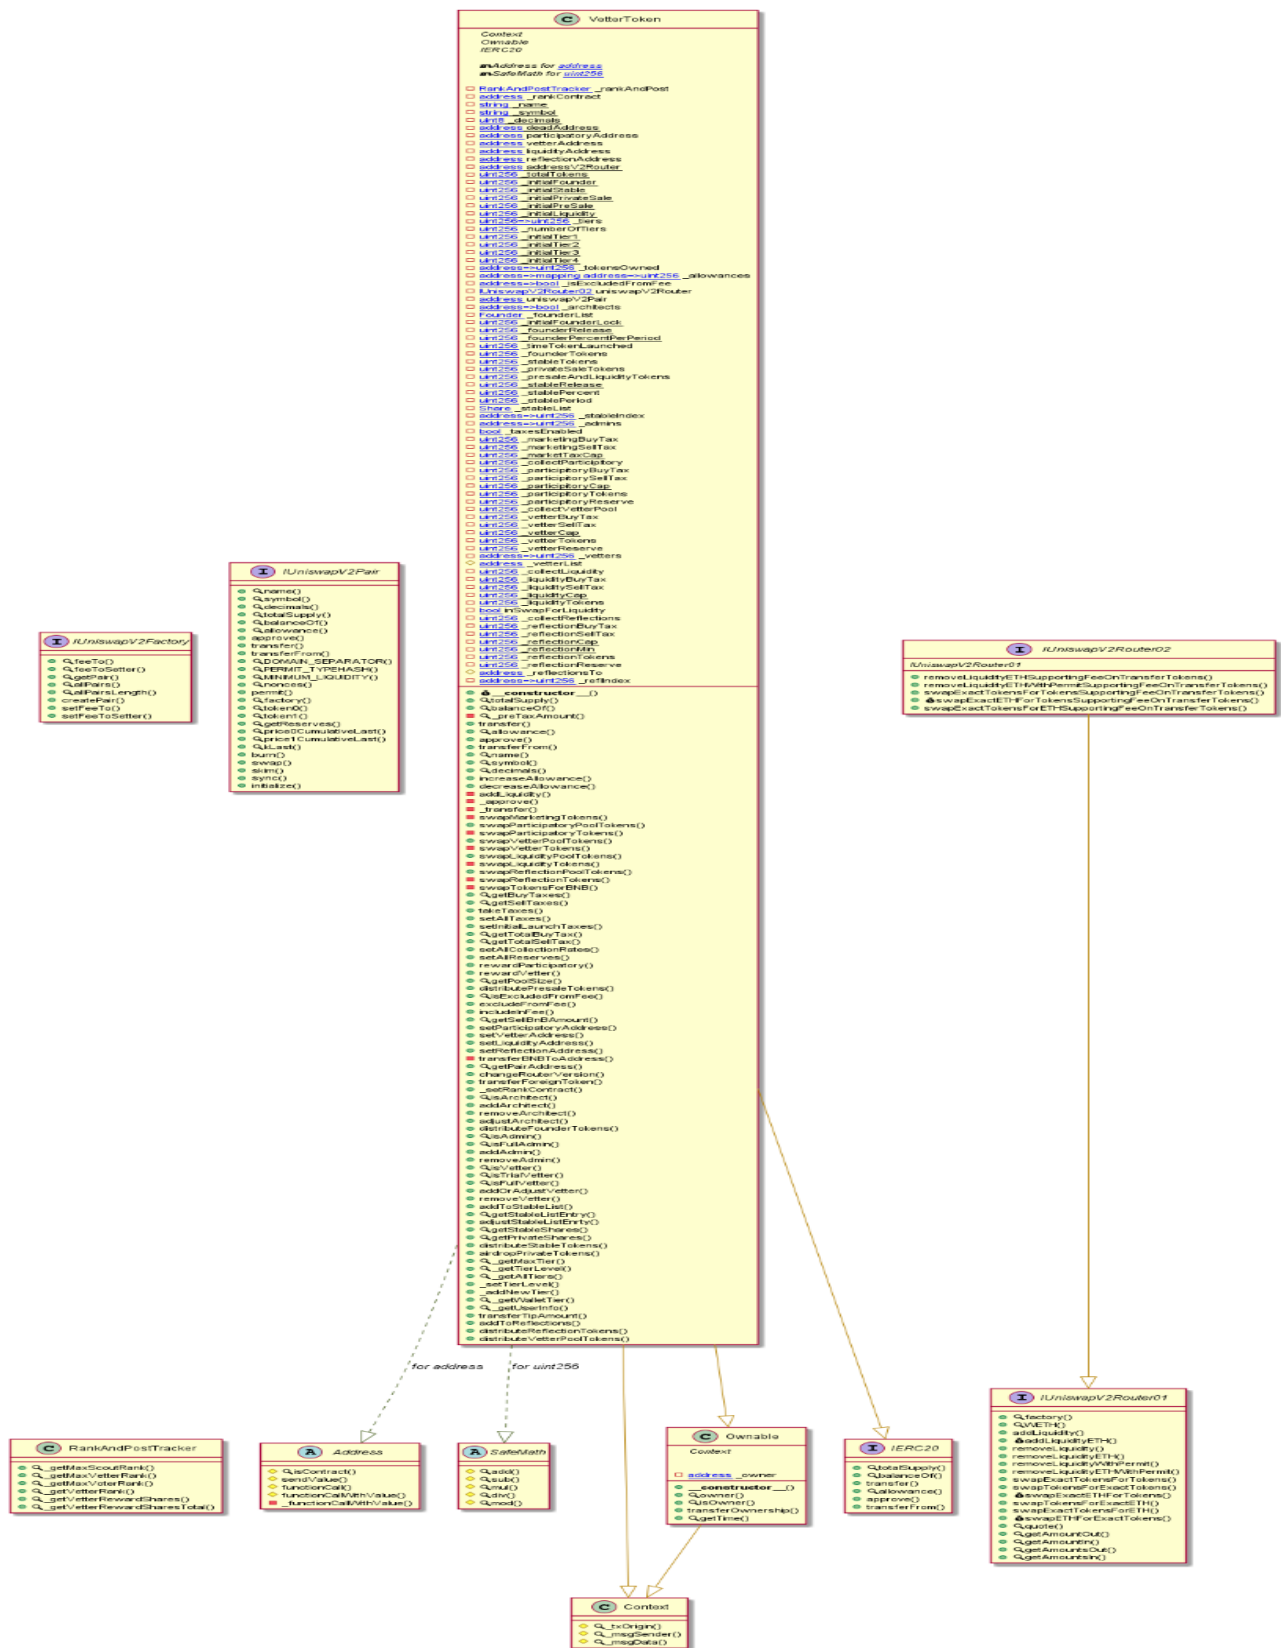 C VetterToken
Context
Ownable
IERC20
Address for address
SafeMath for uint256
RankAndPostTracker _rankAndPost
address _rankContract
string _name
string _symbol
uint8 _decimals
address deadAddress
address participatoryAddress
address vetterAddress
address liquidityAddress
address reflectionAddress
address addressV2Router
uint256 _totalTokens
uint256 _initialFounder
uint256 _initialStable
uint256 _initialPrivateSale
uint256 _initialPreSale
uint256 _initialLiquidity
uint256=>uint256 _tiers
uint256 _numberOfTiers
uint256 _initialTier1
uint256 _initialTier2
uint256 _initialTier3
uint256 _initialTier4
address=>uint256 _tokensOwned
address=>mapping address=>uint256 _allowances
address=>bool _isExcludedFromFee
IUniswapV2Router02 uniswapV2Router
address uniswapV2Pair
address=>bool _architects
Founder _founderList
uint256 _initialFounderLock
uint256 _founderRelease
uint256 _founderPercentPerPeriod
uint256 _timeTokenLaunched
uint256 _founderTokens
uint256 _stableTokens
uint256 _privateSaleTokens
uint256 _presaleAndLiquidityTokens
uint256 _stableRelease
uint256 _stablePercent
uint256 _stablePeriod
Share _stableList
address=>uint256 _stableIndex
address=>uint256 _admins
bool _taxesEnabled
uint256 _marketingBuyTax
uint256 _marketingSellTax
uint256 _marketTaxCap
uint256 _collectParticipitory
uint256 _participitoryBuyTax
uint256 _participitorySellTax
uint256 _participitoryCap
uint256 _participitoryTokens
uint256 _participitoryReserve
uint256 _collectVetterPool
uint256 _vetterBuyTax
uint256 _vetterSellTax
uint256 _vetterCap
uint256 _vetterTokens
uint256 _vetterReserve
address=>uint256 _vetters
address _vetterList
uint256 _collectLiquidity
uint256 _liquidityBuyTax
uint256 _liquiditySellTax
uint256 _liquidityCap
uint256 _liquidityTokens
bool inSwapForLiquidity
uint256 _collectReflections
uint256 _reflectionBuyTax
uint256 _reflectionSellTax
uint256 _reflectionCap
uint256 _reflectionMin
uint256 _reflectionTokens
uint256 _reflectionReserve
address _reflectionsTo
address=>uint256 _reflIndex
__constructor__()
totalSupply()
balanceOf()
_preTaxAmount()
transfer()
allowance()
approve()
transferFrom()
name()
symbol()
decimals()
increaseAllowance()
decreaseAllowance()
addLiquidity()
_approve()
_transfer()
swapMarketingTokens()
swapParticipatoryPoolTokens()
swapParticipatoryTokens()
swapVetterPoolTokens()
swapVetterTokens()
swapLiquidityPoolTokens()
swapLiquidityTokens()
swapReflectionPoolTokens()
swapReflectionTokens()
swapTokensForBNB()
getBuyTaxes()
getSellTaxes()
takeTaxes()
setAllTaxes()
setInitialLaunchTaxes()
getTotalBuyTax()
getTotalSellTax()
setAllCollectionRates()
setAllReserves()
rewardParticipatory()
rewardVetter()
getPoolSize()
distributePresaleTokens()
isExcludedFromFee()
excludeFromFee()
includeInFee()
getSellBnBAmount()
setParticipatoryAddress()
setVetterAddress()
setLiquidityAddress()
setReflectionAddress()
transferBNBToAddress()
getPairAddress()
changeRouterVersion()
transferForeignToken()
_setRankContract()
isArchitect()
addArchitect()
removeArchitect()
adjustArchitect()
distributeFounderTokens()
isAdmin()
isFullAdmin()
addAdmin()
removeAdmin()
isVetter()
isTrialVetter()
isFullVetter()
addOrAdjustVetter()
removeVetter()
addToStableList()
getStableListEntry()
adjustStableListEnrty()
getStableShares()
getPrivateShares()
distributeStableTokens()
airdropPrivateTokens()
_getMaxTier()
_getTierLevel()
_getAllTiers()
_setTierLevel()
_addNewTier()
_getWalletTier()
_getUserInfo()
transferTipAmount()
addToReflections()
distributeReflectionTokens()
distributeVetterPoolTokens()
I IUniswapV2Pair
name()
symbol()
decimals()
totalSupply()
balanceOf()
allowance()
approve()
transfer()
transferFrom()
DOMAIN_SEPARATOR()
PERMIT_TYPEHASH()
MINIMUM_LIQUIDITY()
nonces()
permit()
factory()
token0()
token1()
getReserves()
price0CumulativeLast()
price1CumulativeLast()
kLast()
burn()
swap()
skim()
sync()
initialize()
I IUniswapV2Factory
feeTo()
feeToSetter()
getPair()
allPairs()
allPairsLength()
createPair()
setFeeTo()
setFeeToSetter()
I IUniswapV2Router02
IUniswapV2Router01
removeLiquidityETHSupportingFeeOnTransferTokens()
removeLiquidityETHWithPermitSupportingFeeOnTransferTokens()
swapExactTokensForTokensSupportingFeeOnTransferTokens()
swapExactETHForTokensSupportingFeeOnTransferTokens()
swapExactTokensForETHSupportingFeeOnTransferTokens()
for address
for uint256
I IUniswapV2Router01
factory()
WETH()
addLiquidity()
addLiquidityETH()
removeLiquidity()
removeLiquidityETH()
removeLiquidityWithPermit()
removeLiquidityETHWithPermit()
swapExactTokensForTokens()
swapTokensForExactTokens()
swapExactETHForTokens()
swapTokensForExactETH()
swapExactTokensForETH()
swapETHForExactTokens()
quote()
getAmountOut()
getAmountIn()
getAmountsOut()
getAmountsIn()
C RankAndPostTracker
_getMaxScoutRank()
_getMaxVetterRank()
_getMaxVoterRank()
_getVetterRank()
_getVetterRewardShares()
_getVetterRewardSharesTotal()
A Address
isContract()
sendValue()
functionCall()
functionCallWithValue()
_functionCallWithValue()
A SafeMath
add()
sub()
mul()
div()
mod()
C Ownable
Context
address _owner
__constructor__()
owner()
isOwner()
transferOwnership()
getTime()
I IERC20
totalSupply()
balanceOf()
transfer()
allowance()
approve()
transferFrom()
C Context
_txOrigin()
_msgSender()
_msgData()